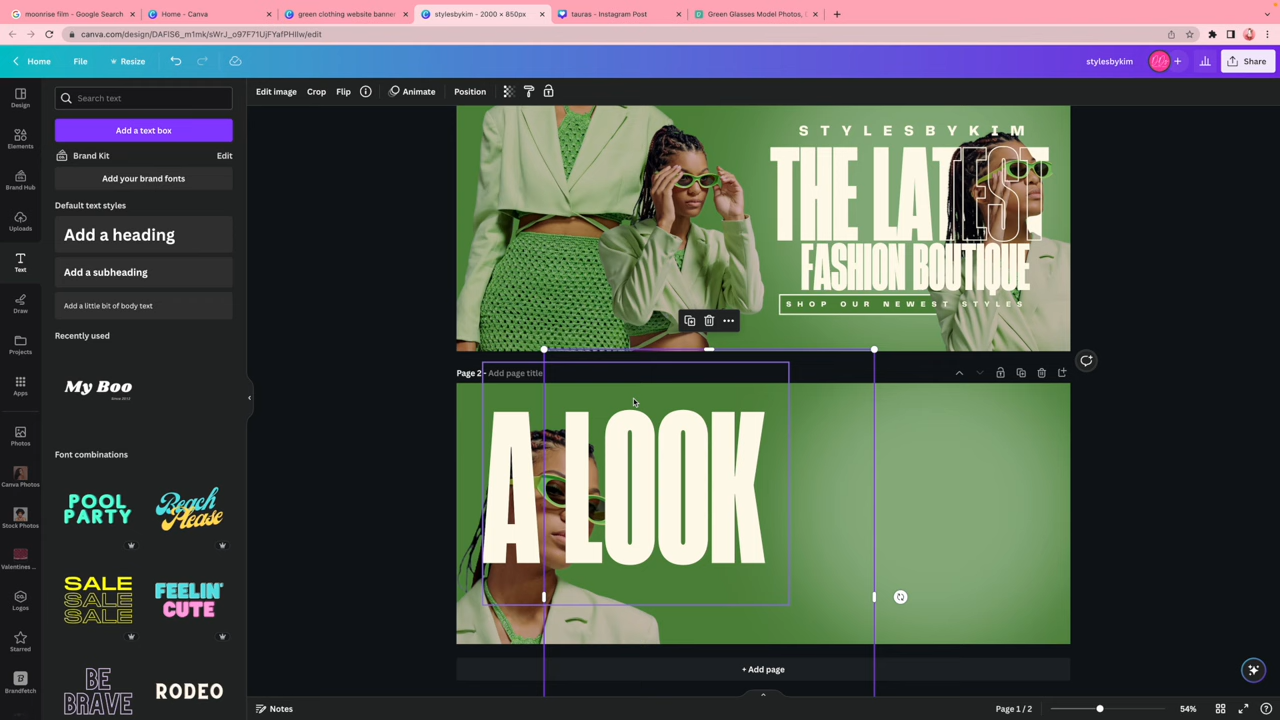 moonrise film - Google Search
Home - Canva
green clothing website banner
stylesbykim - 2000 × 850px
tauras - Instagram Post
Green Glasses Model Photos,
canva.com/design/DAFlS6_m1mk/sWrJ_o97F71UjFYafPHIIw/edit
Home
File
Resize
stylesbykim
Share
Design
Elements
Brand Hub
Uploads
Text
Draw
Projects
Apps
Photos
Canva Photos
Stock Photos
Valentines ...
Logos
Starred
Brandfetch
Search text
Add a text box
Brand Kit
Edit
Add your brand fonts
Default text styles
Add a heading
Add a subheading
Add a little bit of body text
Recently used
My Boo
Font combinations
POOL
PARTY
Beach
Please
SALE
SALE
SALE
FEELIN'
CUTE
BE
BRAVE
RODEO
Edit image
Crop
Flip
Animate
Position
STYLESBYKIM
THE LATEST
FASHION BOUTIQUE
SHOP OUR NEWEST STYLES
Page 2 - Add page title
A LOOK
+ Add page
Notes
Page 1 / 2
54%